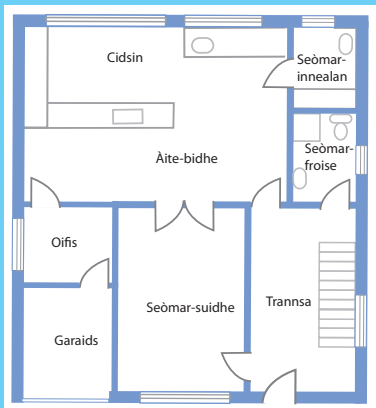 Cidsin
Seòmar-
innealan
Àite-bidhe
Seòmar-
froise
Oifis
Seòmar-suidhe
Trannsa
Garaids